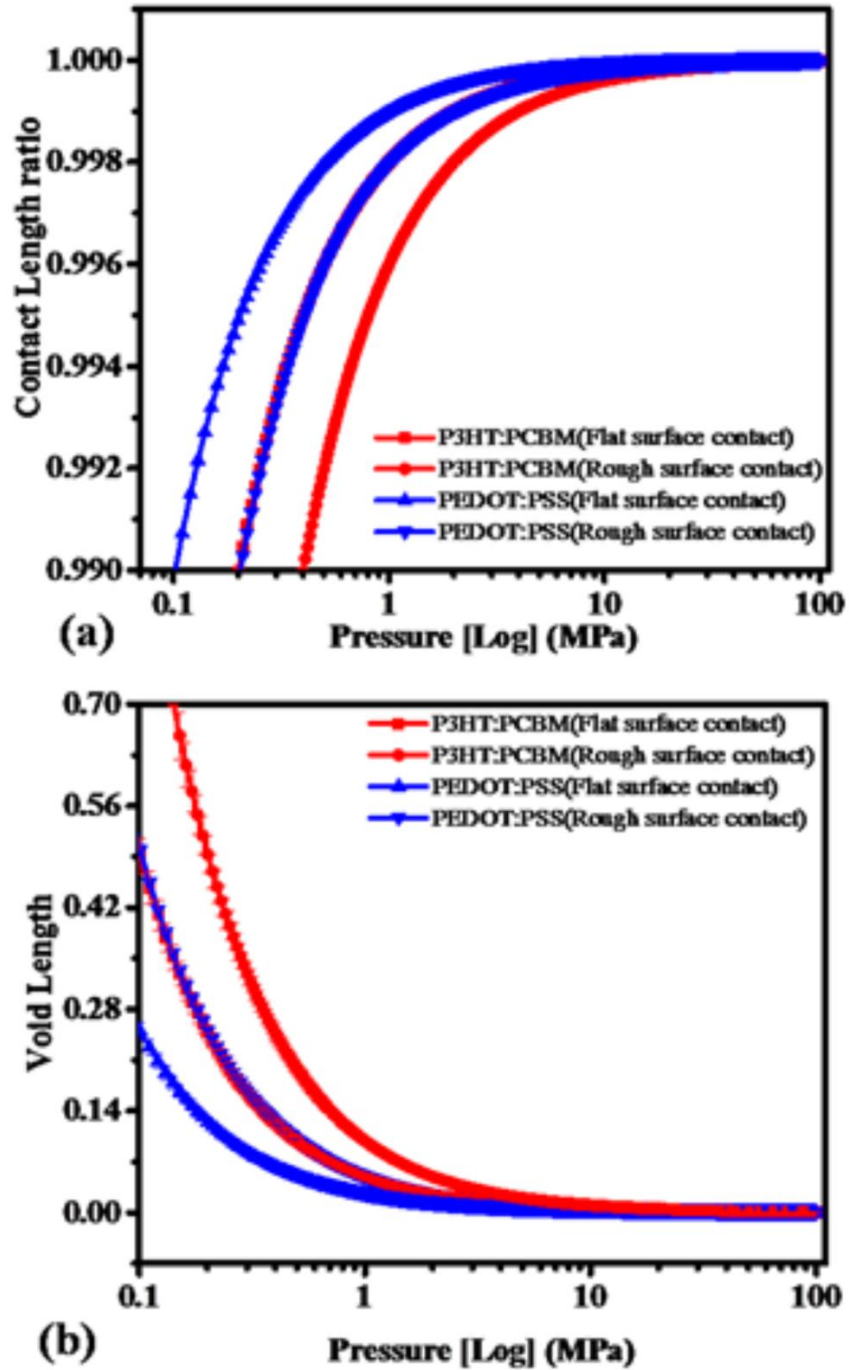 1.000
0.998
0.996
0.994
0.992
0.990
Contact Length ratio
P3HT:PCBM(Flat surface contact)
P3HT:PCBM(Rough surface contact)
PEDOT:PSS(Flat surface contact)
PEDOT:PSS(Rough surface contact)
0.1 1 10 100
(a) Pressure [Log] (MPa)
0.70
0.56
0.42
0.28
0.14
0.00
Void Length
P3HT:PCBM(Flat surface contact)
P3HT:PCBM(Rough surface contact)
PEDOT:PSS(Flat surface contact)
PEDOT:PSS(Rough surface contact)
0.1 1 10 100
(b) Pressure [Log] (MPa)